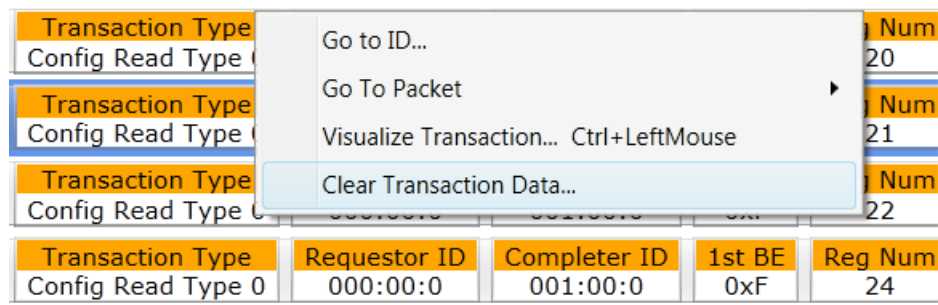 Transaction Type Num
Config Read Type 20
Go to ID...
Go To Packet
Visualize Transaction... Ctrl+LeftMouse
Clear Transaction Data...
Transaction Type Num
Config Read Type 21
Transaction Type Num
Config Read Type 22
Transaction Type Requestor ID Completer ID 1st BE Reg Num
Config Read Type 0 000:00:0 001:00:0 0xF 24